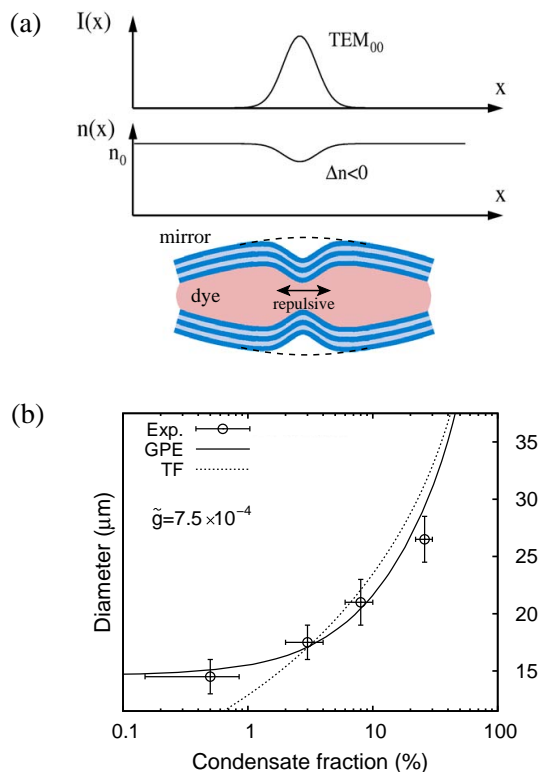 (a)
I(x)
TEM₀₀
x
n(x)
n₀
Δn<0
x
mirror
dye
repulsive
(b)
Exp.
GPE
TF
g̃=7.5×10⁻⁴
Diameter (μm)
35
30
25
20
15
0.1 1 10 100
Condensate fraction (%)